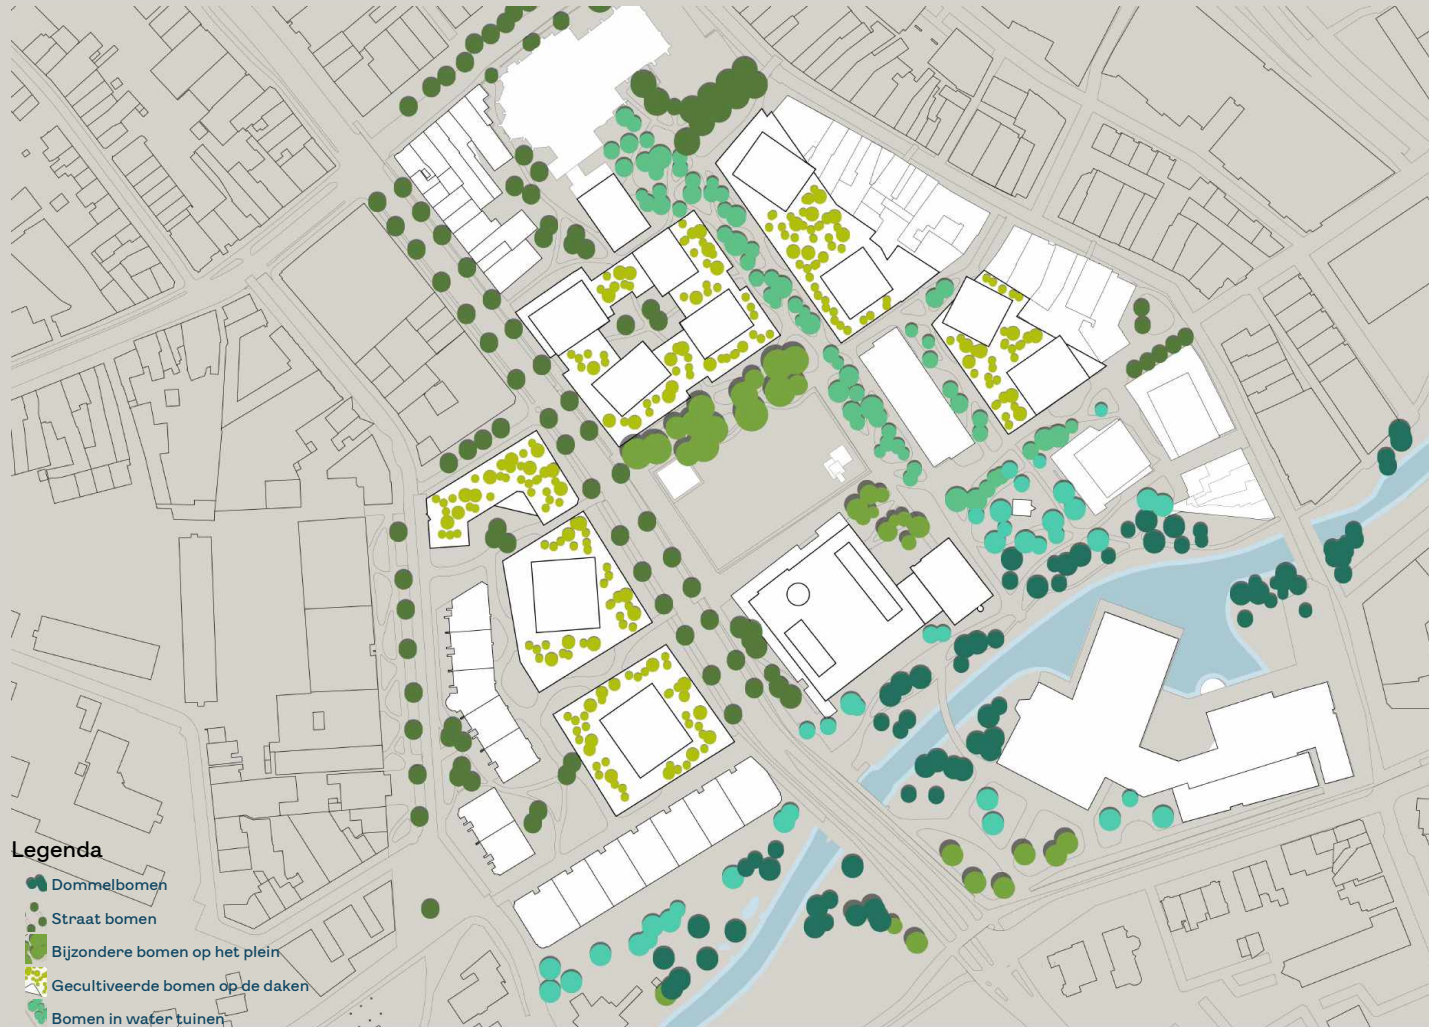 Legenda
Dommelbomen
Straat bomen
Bijzondere bomen op het plein
Gecultiveerde bomen op de daken
Bomen in water tuinen